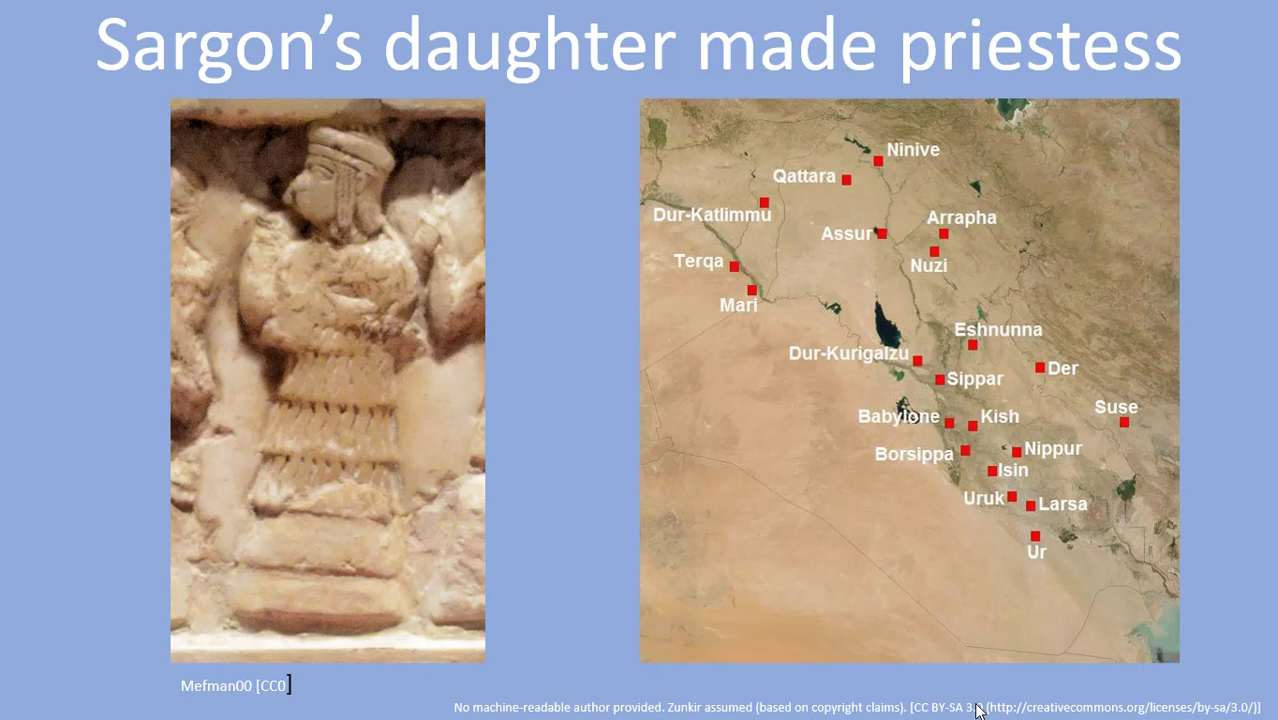 Sargon’s daughter made priestess
Ninive
Qattara
Dur-Katlimmu
Arrapha
Assur
Terqa
Nuzi
Mari
Eshnunna
Dur-Kurigalzu
Der
Sippar
Suse
Babylone
Kish
Borsippa
Nippur
Isin
Uruk
Larsa
Ur
Mefman00 [CC0]
No machine-readable author provided. Zunkir assumed (based on copyright claims). [CC BY-SA 3.0 (http://creativecommons.org/licenses/by-sa/3.0/)]